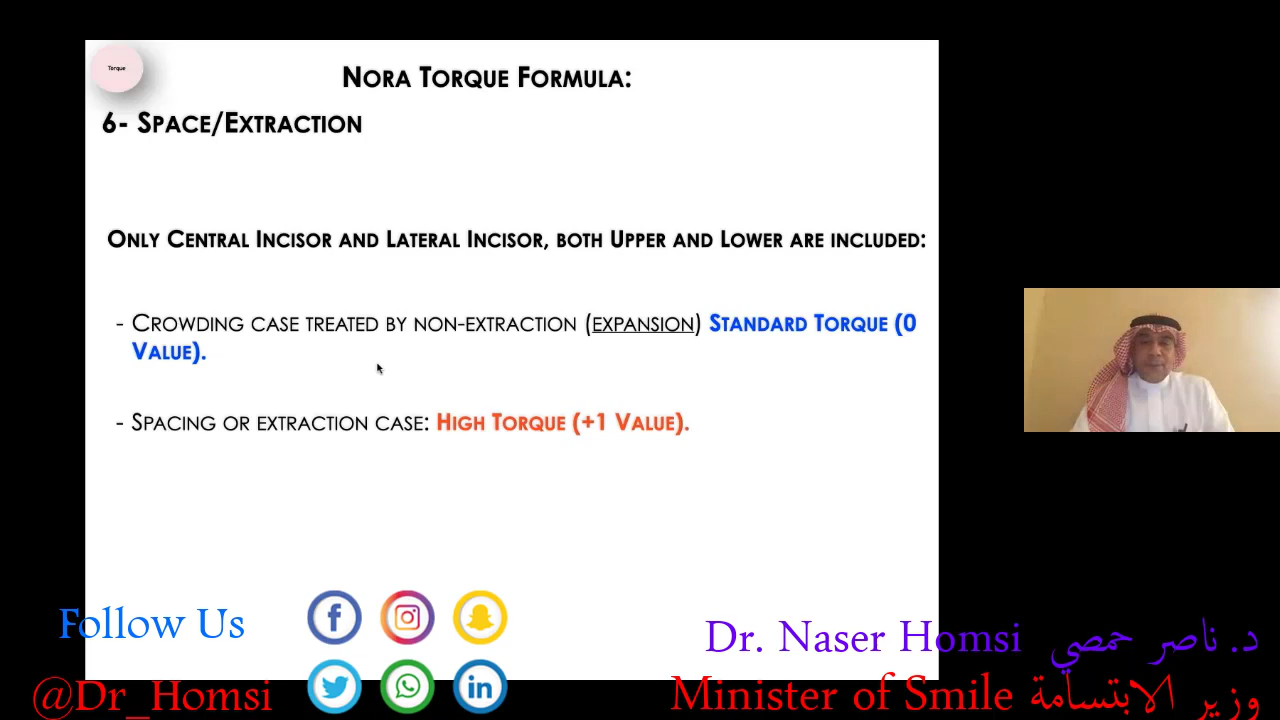 Torque
Nora Torque Formula:
6- Space/Extraction
Only Central Incisor and Lateral Incisor, both Upper and Lower are included:
- Crowding case treated by non-extraction (expansion) Standard Torque (0
Value).
- Spacing or extraction case: High Torque (+1 Value).
Follow Us
Dr. Naser Homsi د. ناصر حمصي
@Dr_Homsi
Minister of Smile وزير الابتسامة